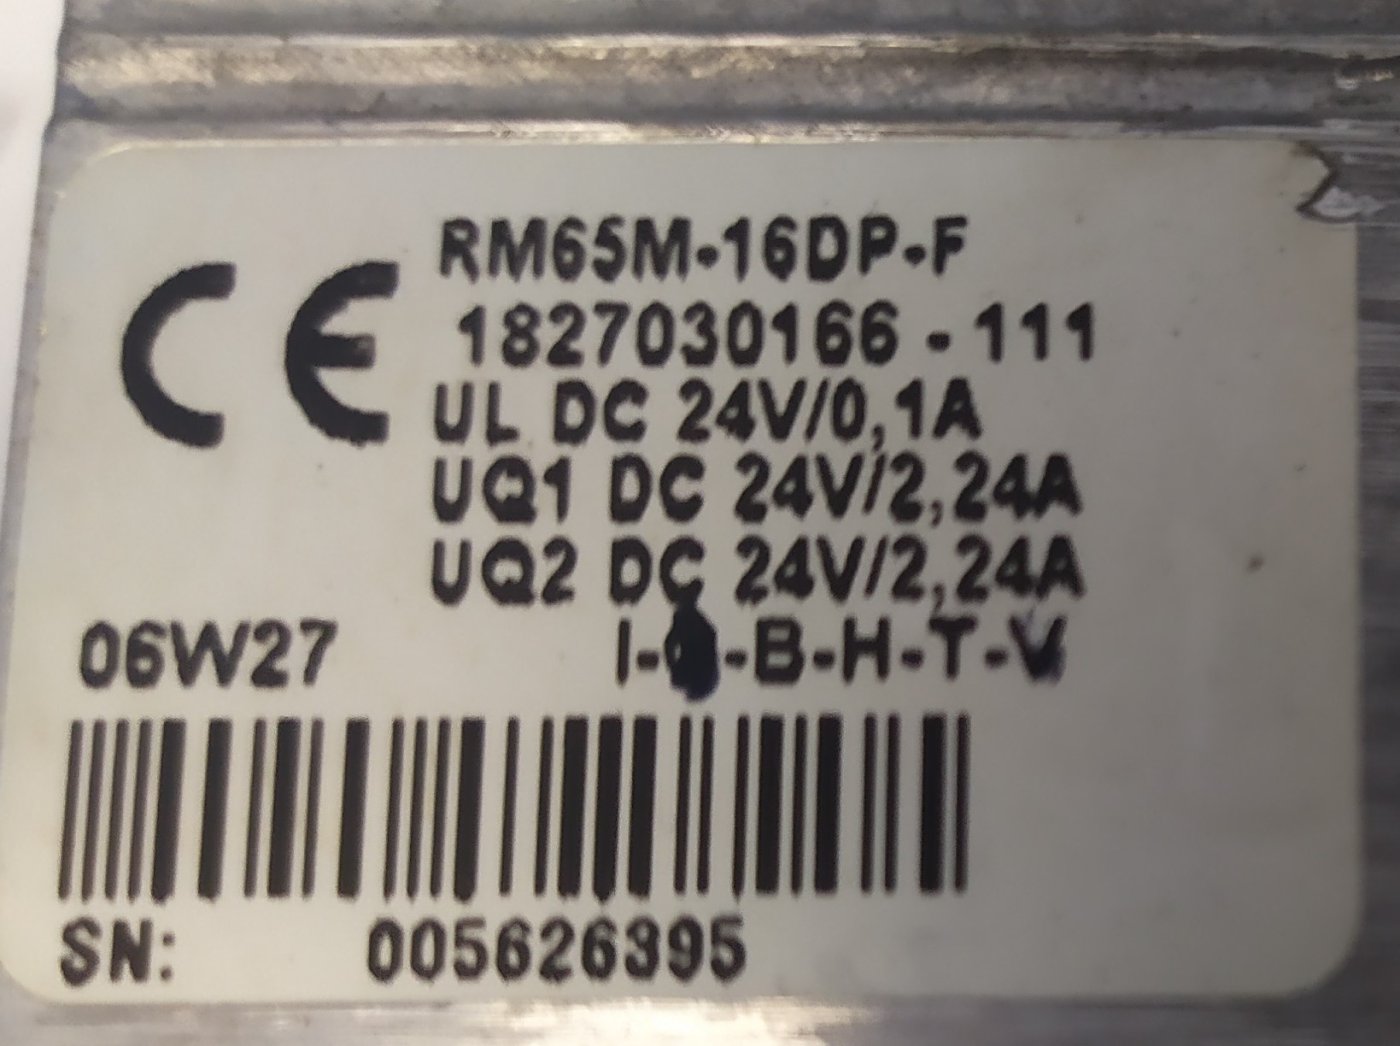 CE
RM65M-16DP-F
1827030166 - 111
UL DC 24V/0,1A
UQ1 DC 24V/2,24A
UQ2 DC 24V/2,24A
06W27
-B-H-T-V
SN: 005626395